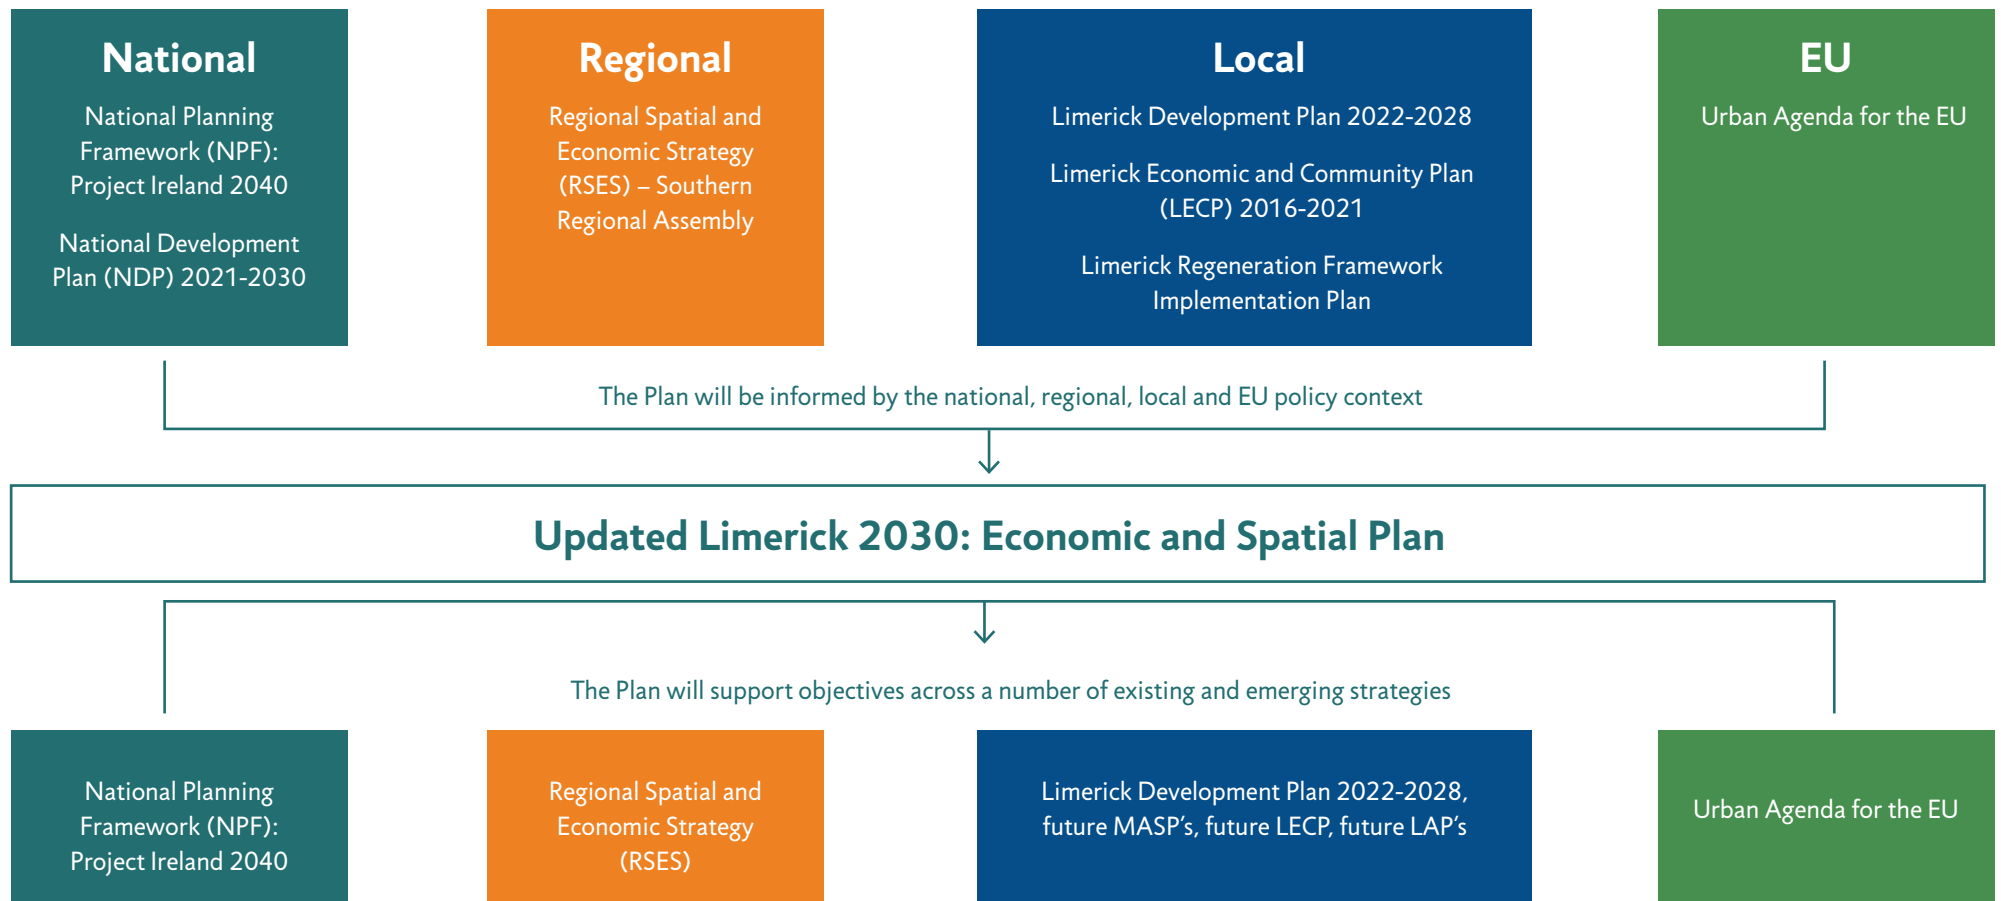 National
National Planning
Framework (NPF):
Project Ireland 2040
National Development
Plan (NDP) 2021-2030
Regional
Regional Spatial and
Economic Strategy
(RSES) – Southern
Regional Assembly
Local
Limerick Development Plan 2022-2028
Limerick Economic and Community Plan
(LECP) 2016-2021
Limerick Regeneration Framework
Implementation Plan
EU
Urban Agenda for the EU
The Plan will be informed by the national, regional, local and EU policy context
Updated Limerick 2030: Economic and Spatial Plan
The Plan will support objectives across a number of existing and emerging strategies
National Planning
Framework (NPF):
Project Ireland 2040
Regional Spatial and
Economic Strategy
(RSES)
Limerick Development Plan 2022-2028,
future MASP’s, future LECP, future LAP’s
Urban Agenda for the EU